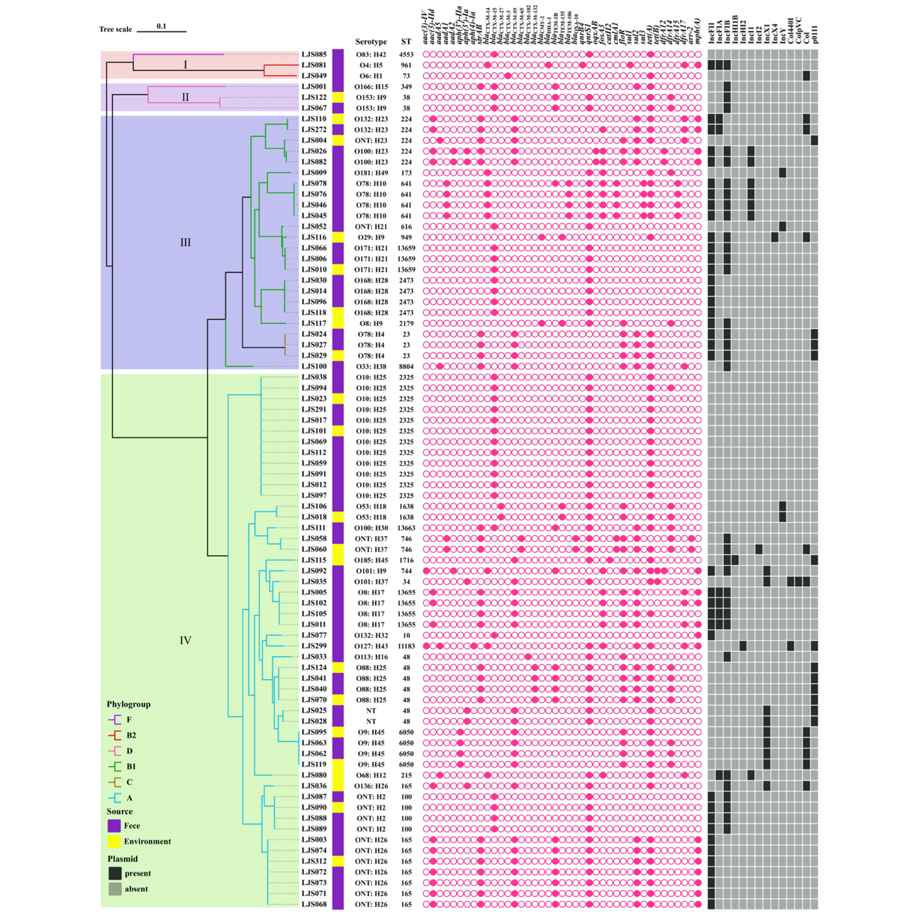 Tree scale 0.1
Serotype ST
I
II
III
IV
LJS085 O83: H42 4553
LJS081 O4: H5 961
LJS049 O6: H1 73
LJS001 O166: H15 349
LJS122 O153: H9 38
LJS067 O153: H9 38
LJS110 O132: H23 224
LJS272 O132: H23 224
LJS004 ONT: H23 224
LJS026 O100: H23 224
LJS082 O100: H23 224
LJS009 O181: H49 173
LJS078 O78: H10 641
LJS076 O78: H10 641
LJS046 O78: H10 641
LJS045 O78: H10 641
LJS052 ONT: H21 616
LJS116 O29: H9 949
LJS066 O171: H21 13659
LJS006 O171: H21 13659
LJS010 O171: H21 13659
LJS030 O168: H28 2473
LJS014 O168: H28 2473
LJS096 O168: H28 2473
LJS118 O168: H28 2473
LJS117 O8: H9 2179
LJS024 O78: H4 23
LJS027 O78: H4 23
LJS029 O78: H4 23
LJS100 O33: H38 8804
LJS038 O10: H25 2325
LJS094 O10: H25 2325
LJS023 O10: H25 2325
LJS291 O10: H25 2325
LJS017 O10: H25 2325
LJS101 O10: H25 2325
LJS069 O10: H25 2325
LJS112 O10: H25 2325
LJS059 O10: H25 2325
LJS091 O10: H25 2325
LJS012 O10: H25 2325
LJS097 O10: H25 2325
LJS106 O53: H18 1638
LJS018 O53: H18 1638
LJS111 O100: H30 13663
LJS058 ONT: H37 746
LJS060 ONT: H37 746
LJS115 O185: H45 1716
LJS092 O101: H9 744
LJS035 O101: H37 34
LJS005 O8: H17 13655
LJS102 O8: H17 13655
LJS105 O8: H17 13655
LJS011 O8: H17 13655
LJS077 O132: H32 10
LJS299 O127: H43 11183
LJS033 O113: H16 48
LJS124 O88: H25 48
LJS041 O88: H25 48
LJS040 O88: H25 48
LJS070 O88: H25 48
LJS025 NT 48
LJS028 NT 48
LJS095 O9: H45 6050
LJS063 O9: H45 6050
LJS062 O9: H45 6050
LJS119 O9: H45 6050
LJS080 O68: H12 215
LJS036 O136: H26 165
LJS087 ONT: H2 100
LJS090 ONT: H2 100
LJS088 ONT: H2 100
LJS089 ONT: H2 100
LJS003 ONT: H26 165
LJS074 ONT: H26 165
LJS312 ONT: H26 165
LJS072 ONT: H26 165
LJS073 ONT: H26 165
LJS071 ONT: H26 165
LJS068 ONT: H26 165
Phylogroup
F
B2
D
B1
C
A
Source
Fece
Environment
Plasmid
present
absent